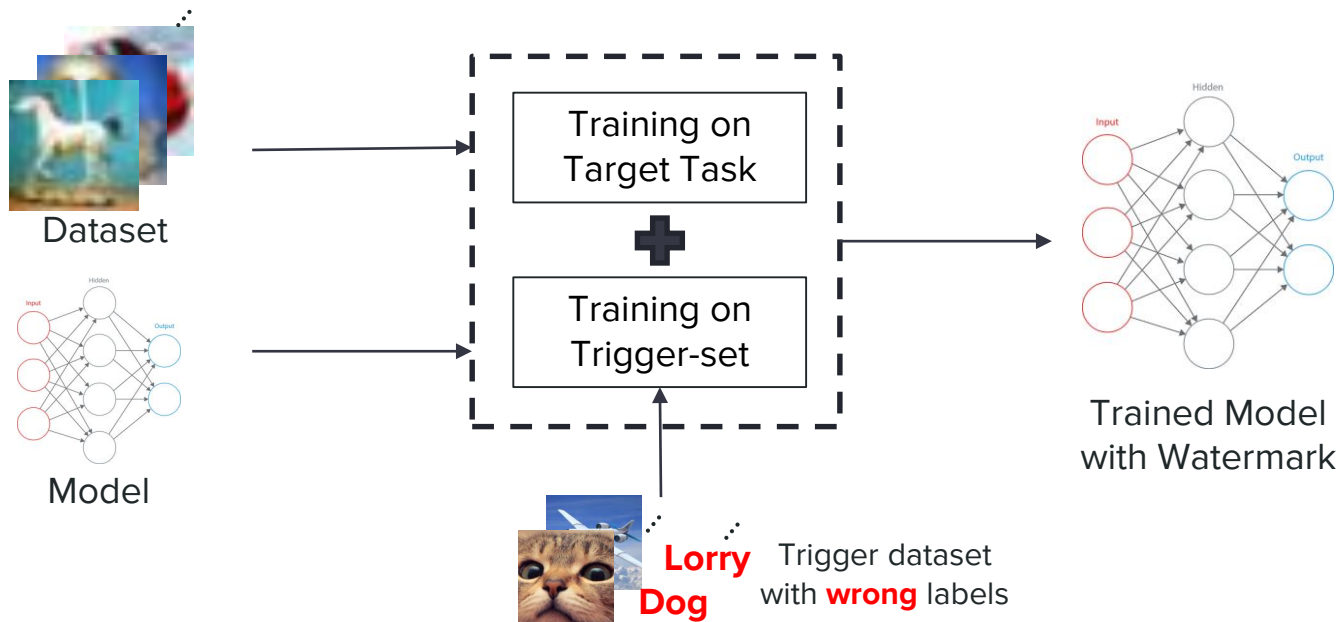 Dataset
Hidden
Input
Output
Model
Training on
Target Task
Training on
Trigger-set
Lorry
Dog
Trigger dataset
with wrong labels
Hidden
Input
Output
Trained Model
with Watermark